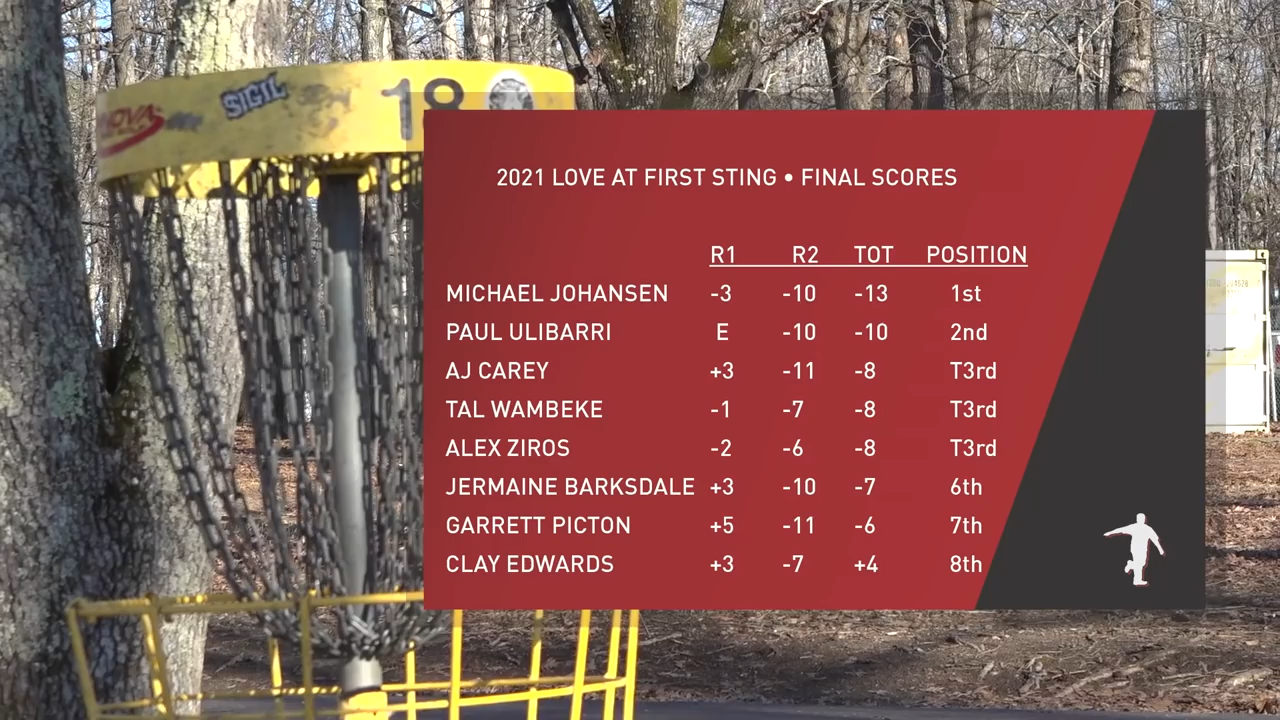 SIGIL
18
2021 LOVE AT FIRST STING • FINAL SCORES
R1 R2 TOT POSITION
MICHAEL JOHANSEN -3 -10 -13 1st
PAUL ULIBARRI E -10 -10 2nd
AJ CAREY +3 -11 -8 T3rd
TAL WAMBEKE -1 -7 -8 T3rd
ALEX ZIROS -2 -6 -8 T3rd
JERMAINE BARKSDALE +3 -10 -7 6th
GARRETT PICTON +5 -11 -6 7th
CLAY EDWARDS +3 -7 +4 8th